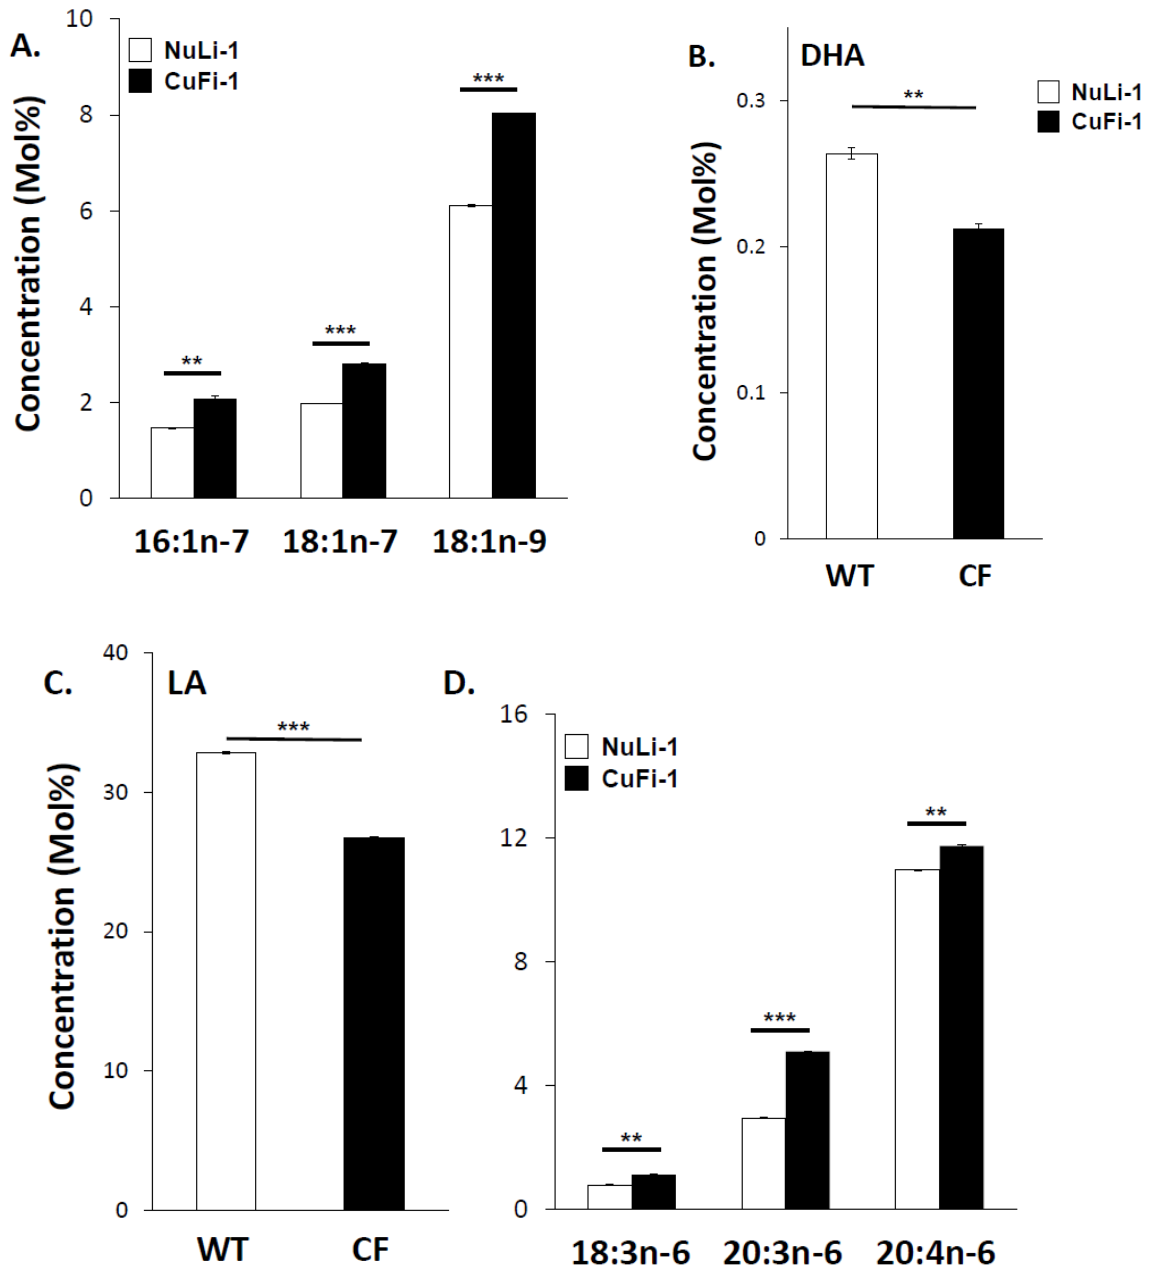 A.
NuLi-1
CuFi-1
Concentration (Mol%)
10
8
6
4
2
0
**
***
***
16:1n-7 18:1n-7 18:1n-9
B.
DHA
NuLi-1
CuFi-1
Concentration (Mol%)
0.3
0.2
0.1
0
**
WT CF
C.
LA
Concentration (Mol%)
40
30
20
10
0
***
WT CF
D.
NuLi-1
CuFi-1
16
12
8
4
0
**
***
**
18:3n-6 20:3n-6 20:4n-6